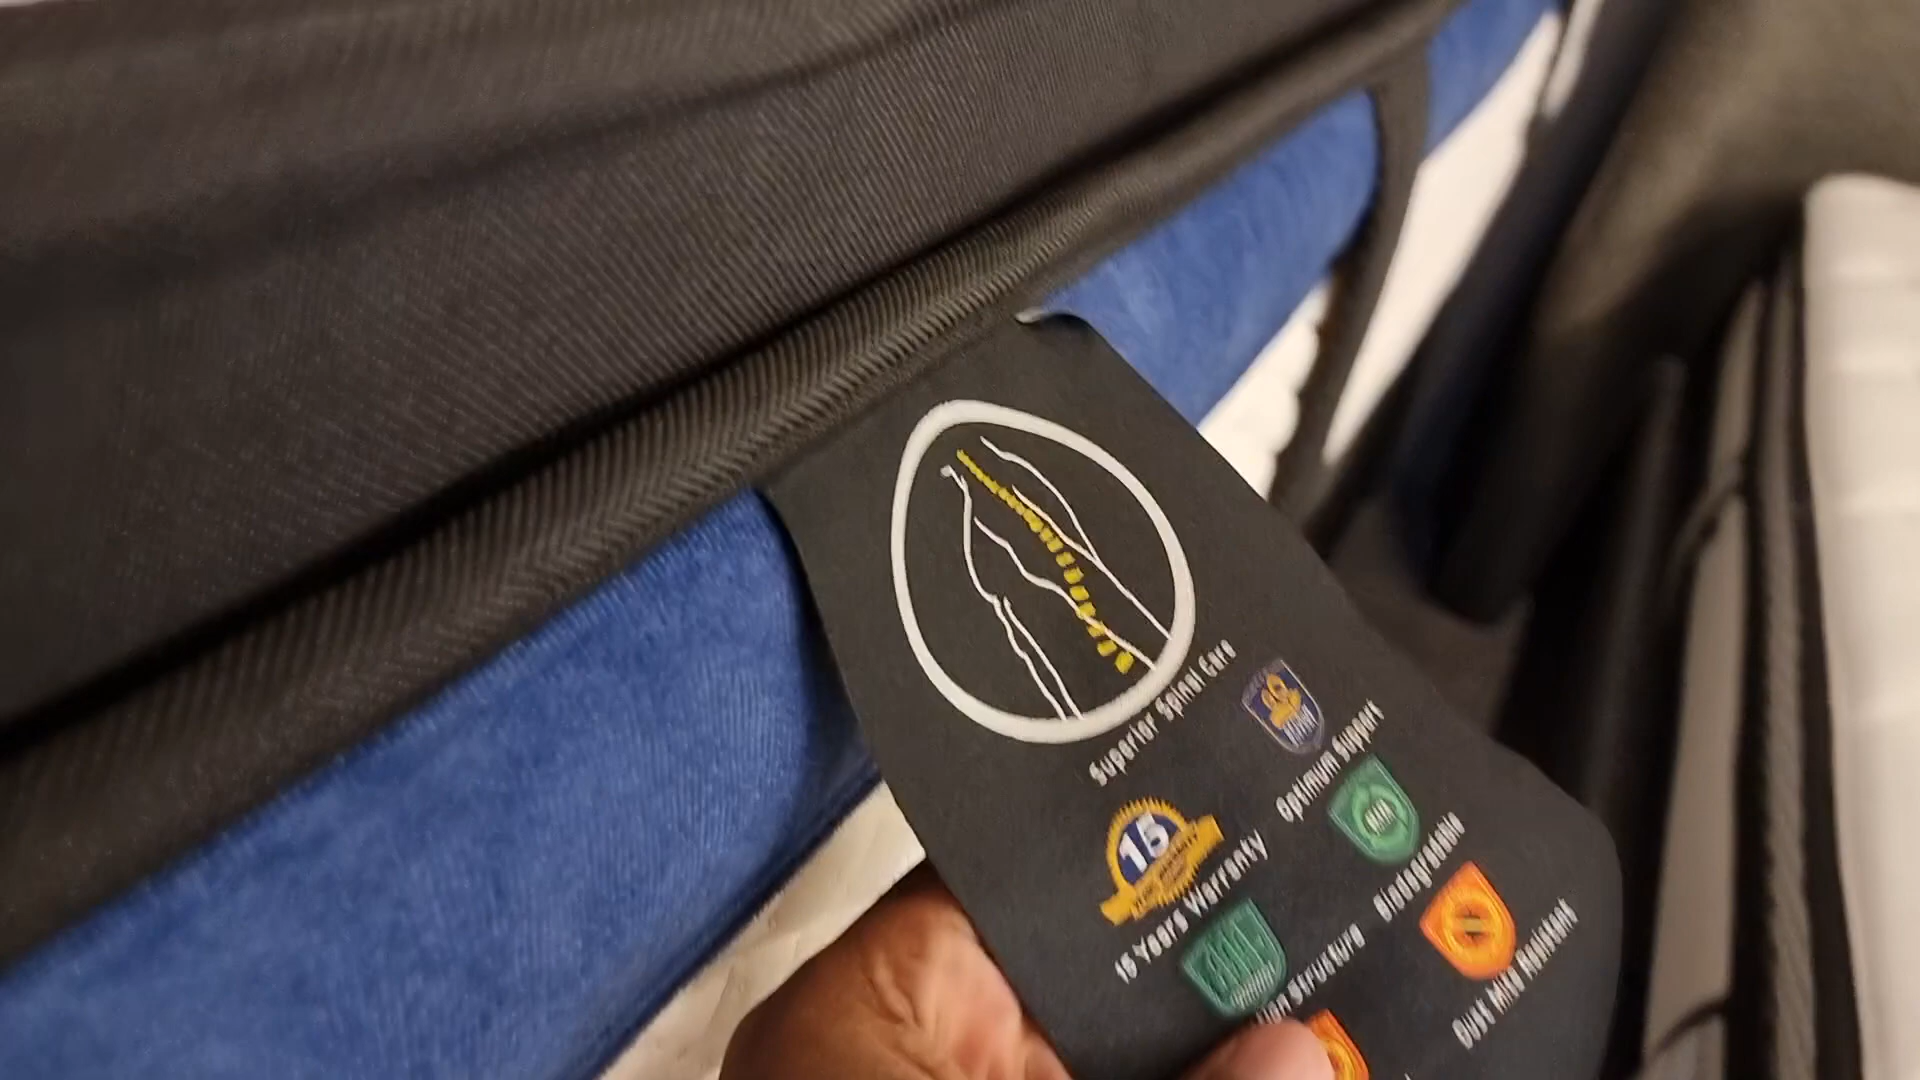 Superior Spinal Care
Optimum Support
15
15 Years Warranty
Biodegradable
Dust Mite Resistant